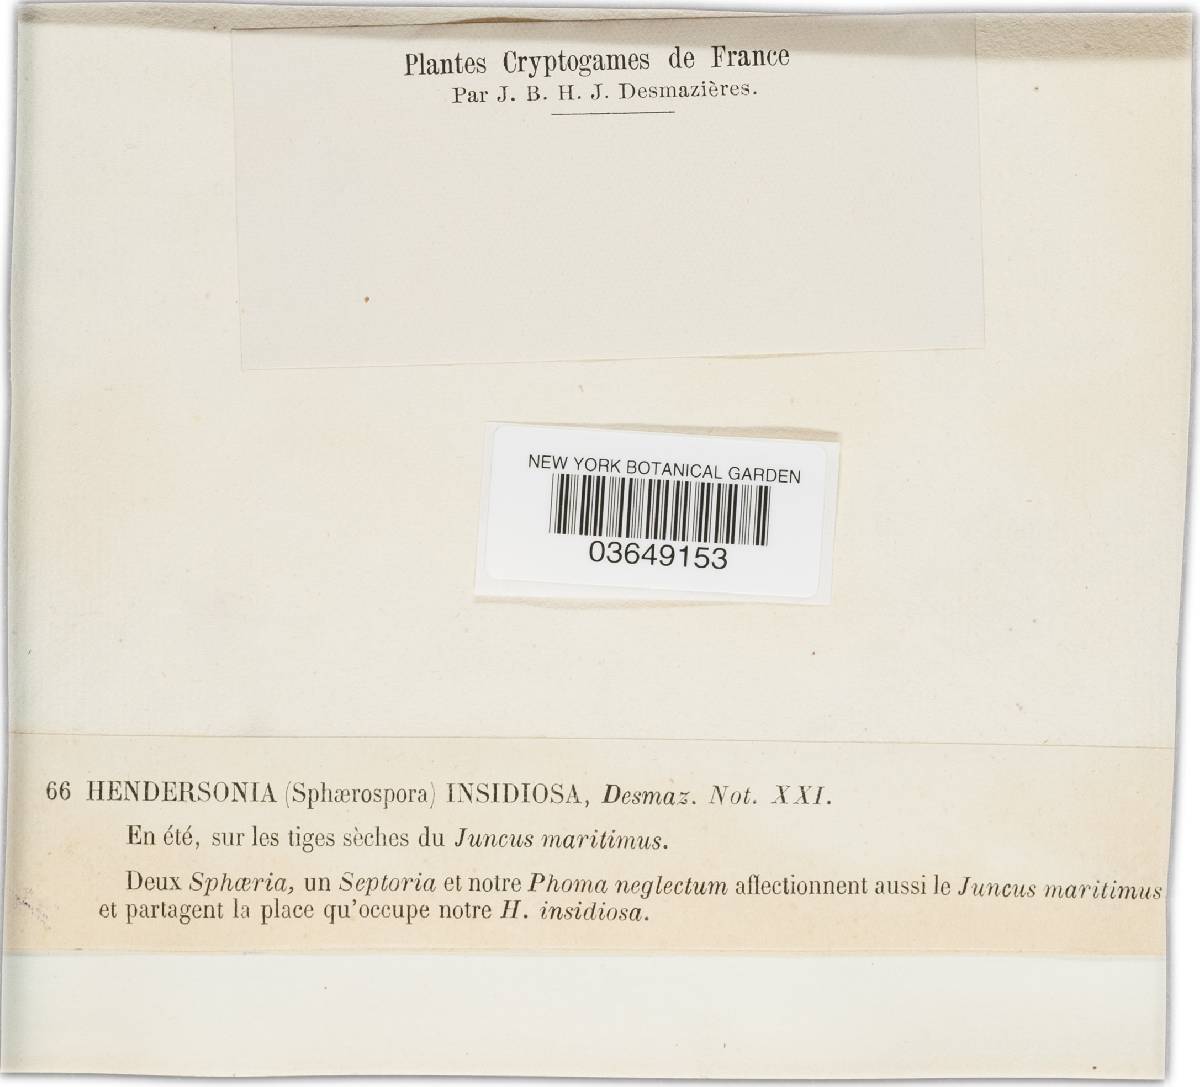 Plantes Cryptogames de France
Par J. B. H. J. Desmazières.
NEW YORK BOTANICAL GARDEN
03649153
66 HENDERSONIA (Sphærospora) INSIDIOSA, Desmaz. Not. XXI.
En été, sur les tiges sèches du Juncus maritimus.
Deux Sphæria, un Septoria et notre Phoma neglectum affectionnent aussi le Juncus maritimus
et partagent la place qu'occupe notre H. insidiosa.